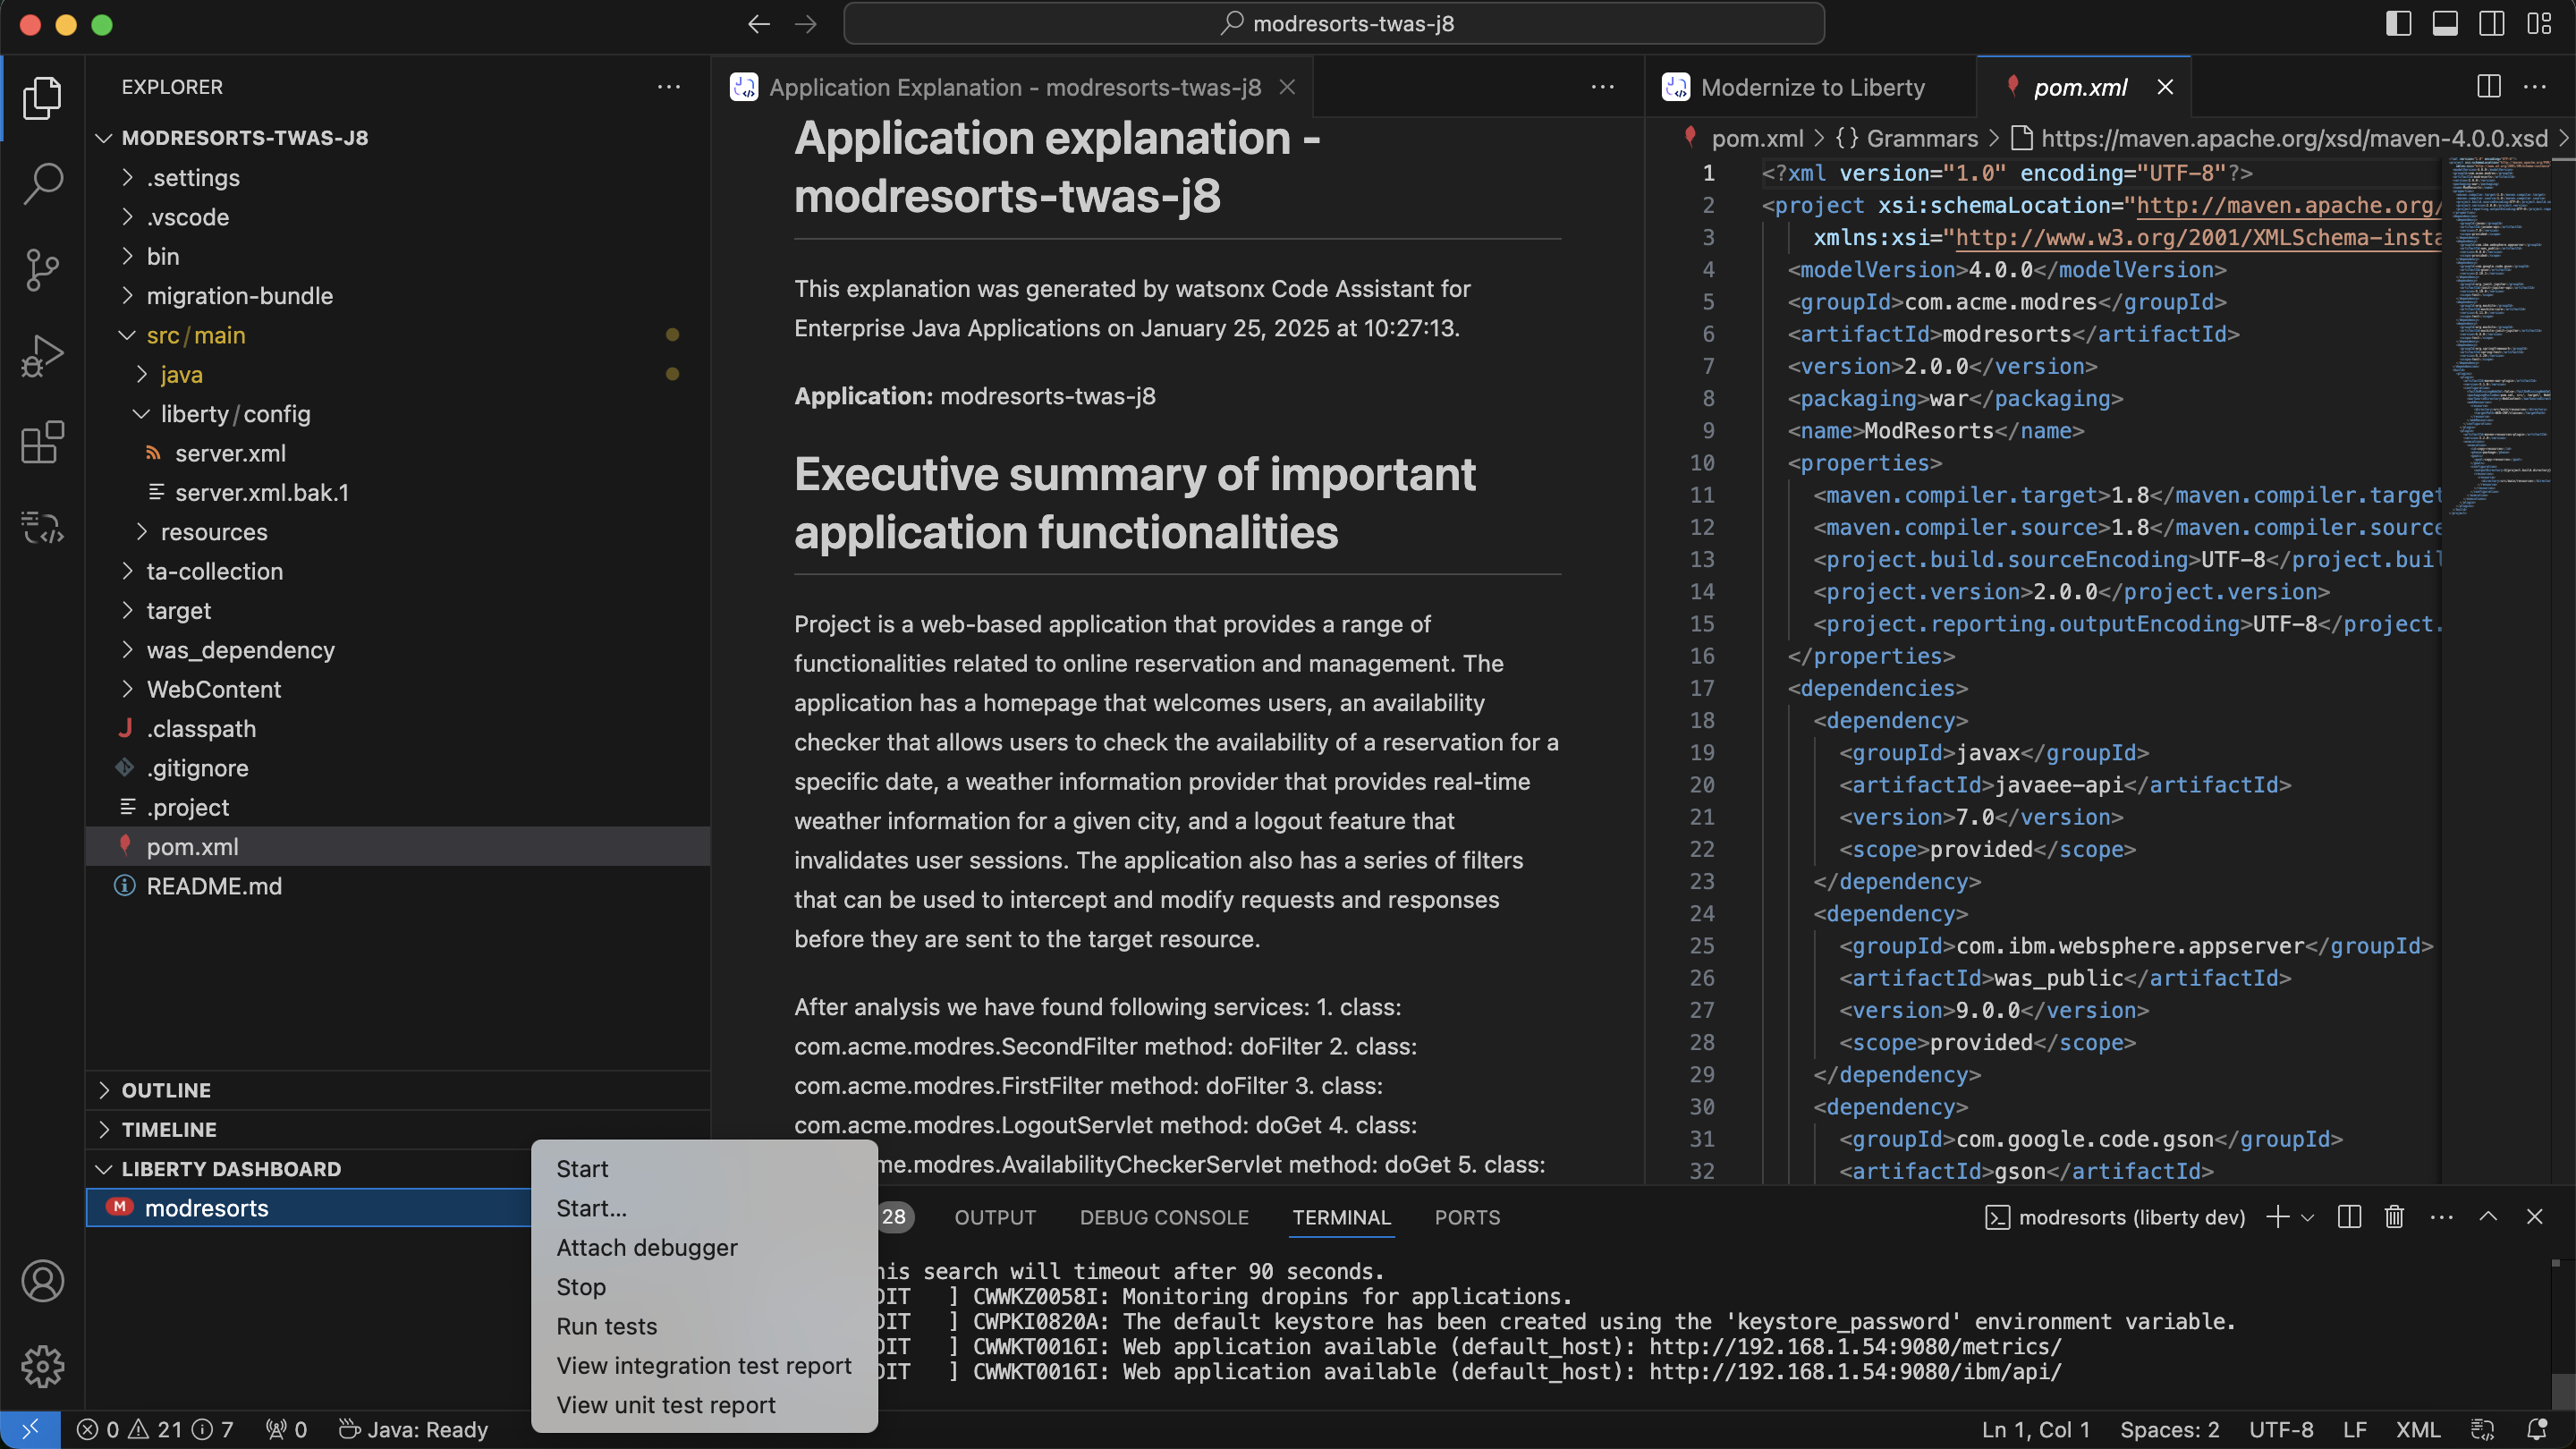 modresorts-twas-j8
EXPLORER
MODRESORTS-TWAS-J8
.settings
.vscode
bin
migration-bundle
src/main
java
liberty/config
server.xml
server.xml.bak.1
resources
ta-collection
target
was_dependency
WebContent
.classpath
.gitignore
.project
pom.xml
README.md
OUTLINE
TIMELINE
LIBERTY DASHBOARD
M modresorts
Start
Start...
Attach debugger
Stop
Run tests
View integration test report
View unit test report
Application Explanation - modresorts-twas-j8
Application explanation -
modresorts-twas-j8
This explanation was generated by watsonx Code Assistant for
Enterprise Java Applications on January 25, 2025 at 10:27:13.
Application: modresorts-twas-j8
Executive summary of important
application functionalities
Project is a web-based application that provides a range of
functionalities related to online reservation and management. The
application has a homepage that welcomes users, an availability
checker that allows users to check the availability of a reservation for a
specific date, a weather information provider that provides real-time
weather information for a given city, and a logout feature that
invalidates user sessions. The application also has a series of filters
that can be used to intercept and modify requests and responses
before they are sent to the target resource.
After analysis we have found following services: 1. class:
com.acme.modres.SecondFilter method: doFilter 2. class:
com.acme.modres.FirstFilter method: doFilter 3. class:
com.acme.modres.LogoutServlet method: doGet 4. class:
me.modres.AvailabilityCheckerServlet method: doGet 5. class:
Modernize to Liberty
pom.xml
pom.xml > {} Grammars > https://maven.apache.org/xsd/maven-4.0.0.xsd >
1 <?xml version="1.0" encoding="UTF-8"?>
2 <project xsi:schemaLocation="http://maven.apache.org/
3 xmlns:xsi="http://www.w3.org/2001/XMLSchema-insta
4 <modelVersion>4.0.0</modelVersion>
5 <groupId>com.acme.modres</groupId>
6 <artifactId>modresorts</artifactId>
7 <version>2.0.0</version>
8 <packaging>war</packaging>
9 <name>ModResorts</name>
10 <properties>
11 <maven.compiler.target>1.8</maven.compiler.target
12 <maven.compiler.source>1.8</maven.compiler.source
13 <project.build.sourceEncoding>UTF-8</project.buil
14 <project.version>2.0.0</project.version>
15 <project.reporting.outputEncoding>UTF-8</project.
16 </properties>
17 <dependencies>
18 <dependency>
19 <groupId>javax</groupId>
20 <artifactId>javaee-api</artifactId>
21 <version>7.0</version>
22 <scope>provided</scope>
23 </dependency>
24 <dependency>
25 <groupId>com.ibm.websphere.appserver</groupId>
26 <artifactId>was_public</artifactId>
27 <version>9.0.0</version>
28 <scope>provided</scope>
29 </dependency>
30 <dependency>
31 <groupId>com.google.code.gson</groupId>
32 <artifactId>gson</artifactId>
28 OUTPUT DEBUG CONSOLE TERMINAL PORTS
modresorts (liberty dev)
his search will timeout after 90 seconds.
DIT ] CWWKZ0058I: Monitoring dropins for applications.
DIT ] CWPKI0820A: The default keystore has been created using the 'keystore_password' environment variable.
DIT ] CWWKT0016I: Web application available (default_host): http://192.168.1.54:9080/metrics/
DIT ] CWWKT0016I: Web application available (default_host): http://192.168.1.54:9080/ibm/api/
0 21 7 0 Java: Ready
Ln 1, Col 1 Spaces: 2 UTF-8 LF XML